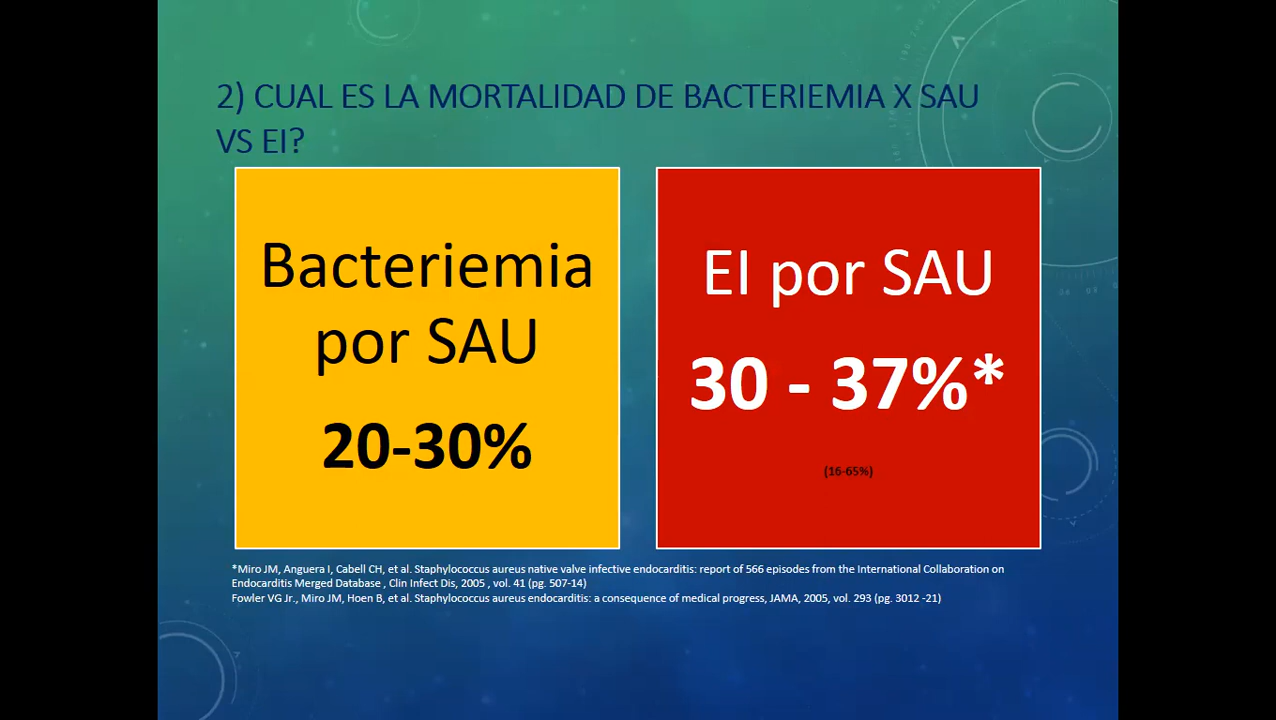 2) CUAL ES LA MORTALIDAD DE BACTERIEMIA X SAU
VS EI?
Bacteriemia
por SAU
20-30%
EI por SAU
30 - 37%*
(16-65%)
*Miro JM, Anguera I, Cabell CH, et al. Staphylococcus aureus native valve infective endocarditis: report of 566 episodes from the International Collaboration on
Endocarditis Merged Database , Clin Infect Dis, 2005 , vol. 41 (pg. 507-14)
Fowler VG Jr., Miro JM, Hoen B, et al. Staphylococcus aureus endocarditis: a consequence of medical progress, JAMA, 2005, vol. 293 (pg. 3012 -21)